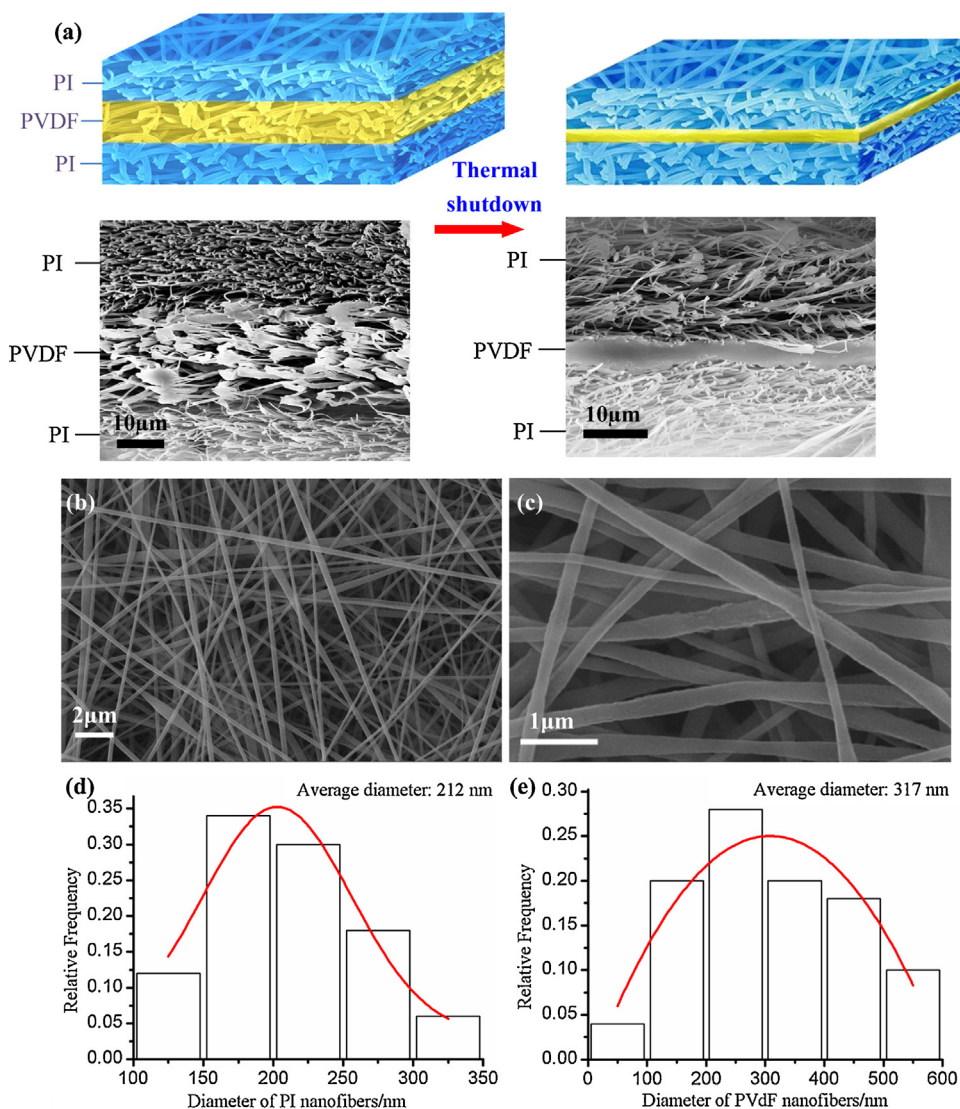 (a)
PI
PVDF
PI
Thermal
shutdown
PI
PVDF
PI
10μm
PI
PVDF
PI
10μm
(b)
2μm
(c)
1μm
(d)
Average diameter: 212 nm
0.35
0.30
0.25
0.20
0.15
0.10
0.05
0.00
Relative Frequency
100 150 200 250 300 350
Diameter of PI nanofibers/nm
(e)
Average diameter: 317 nm
0.30
0.25
0.20
0.15
0.10
0.05
0.00
Relative Frequency
0 100 200 300 400 500 600
Diameter of PVdF nanofibers/nm